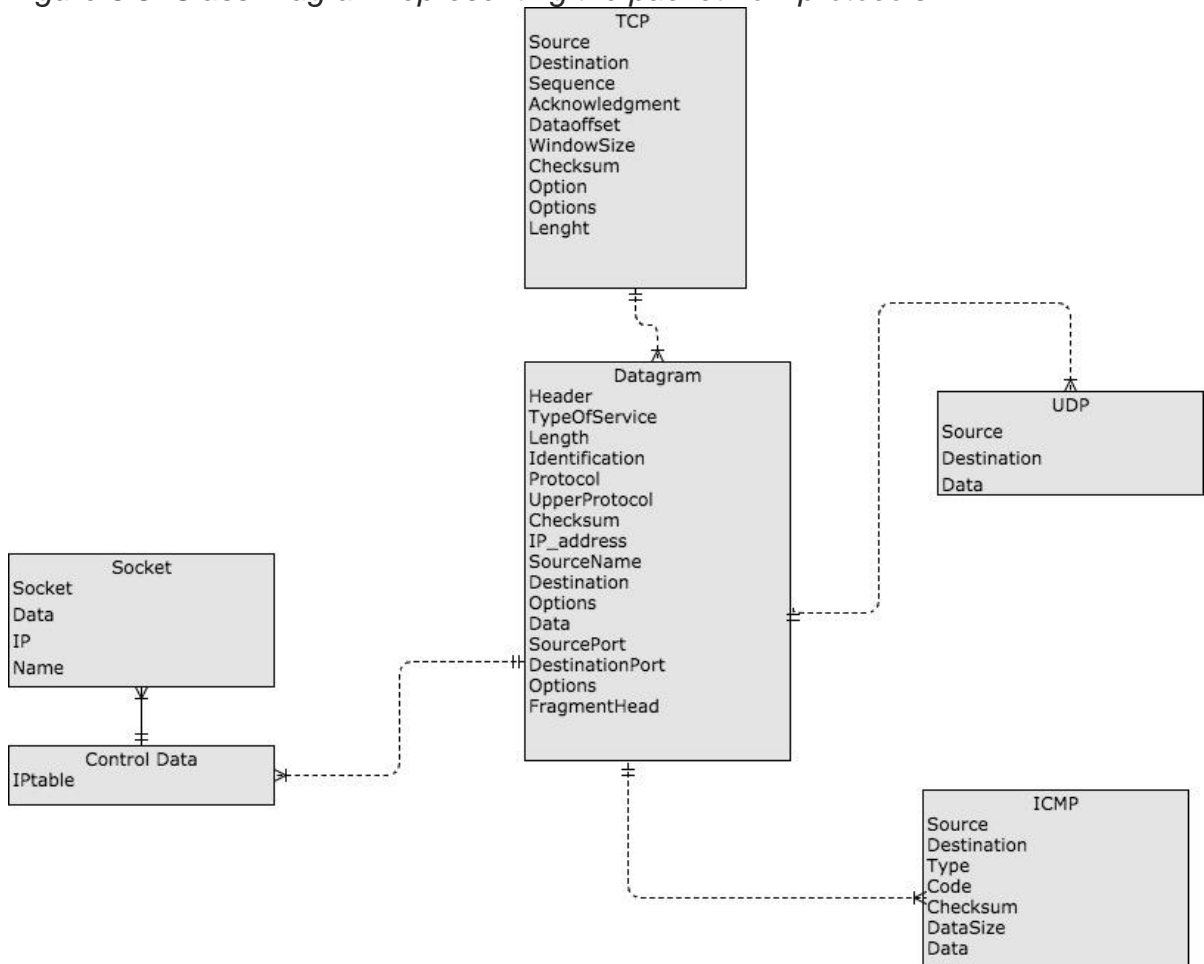 TCP
Source
Destination
Sequence
Acknowledgment
Dataoffset
WindowSize
Checksum
Option
Options
Lenght
Datagram
Header
TypeOfService
Length
Identification
Protocol
UpperProtocol
Checksum
IP_address
SourceName
Destination
Options
Data
SourcePort
DestinationPort
Options
FragmentHead
UDP
Source
Destination
Data
Socket
Socket
Data
IP
Name
Control Data
IPtable
ICMP
Source
Destination
Type
Code
Checksum
DataSize
Data